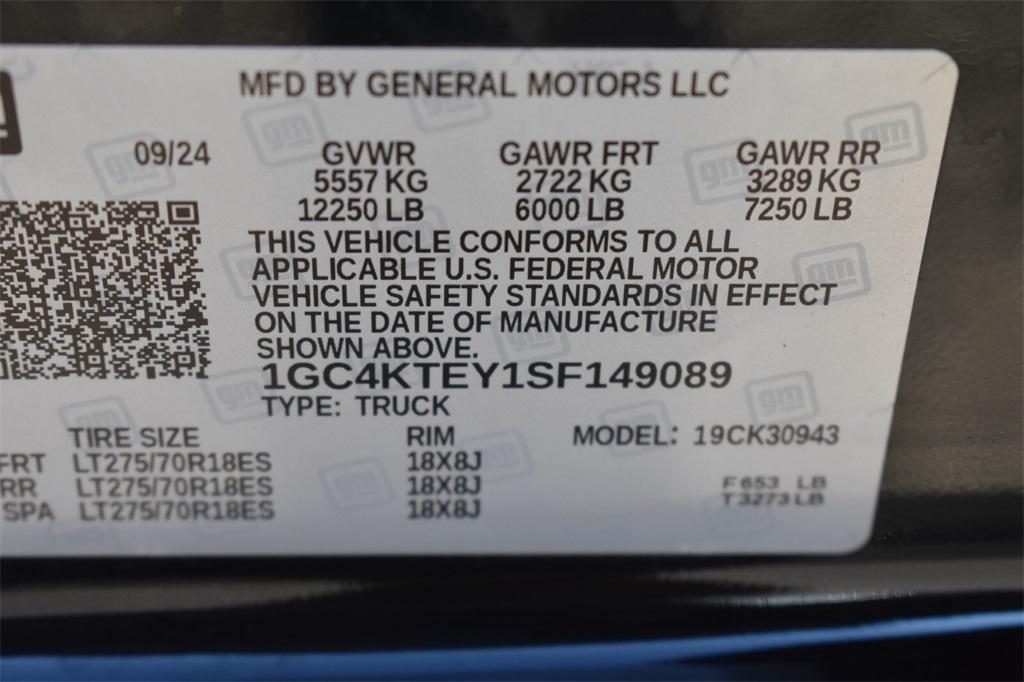 MFD BY GENERAL MOTORS LLC
09/24 GVWR GAWR FRT GAWR RR
5557 KG 2722 KG 3289 KG
12250 LB 6000 LB 7250 LB
THIS VEHICLE CONFORMS TO ALL
APPLICABLE U.S. FEDERAL MOTOR
VEHICLE SAFETY STANDARDS IN EFFECT
ON THE DATE OF MANUFACTURE
SHOWN ABOVE.
1GC4KTEY1SF149089
TYPE: TRUCK
TIRE SIZE RIM MODEL: 19CK30943
FRT LT275/70R18ES 18X8J
RR LT275/70R18ES 18X8J F 653 LB
SPA LT275/70R18ES 18X8J T 3273 LB